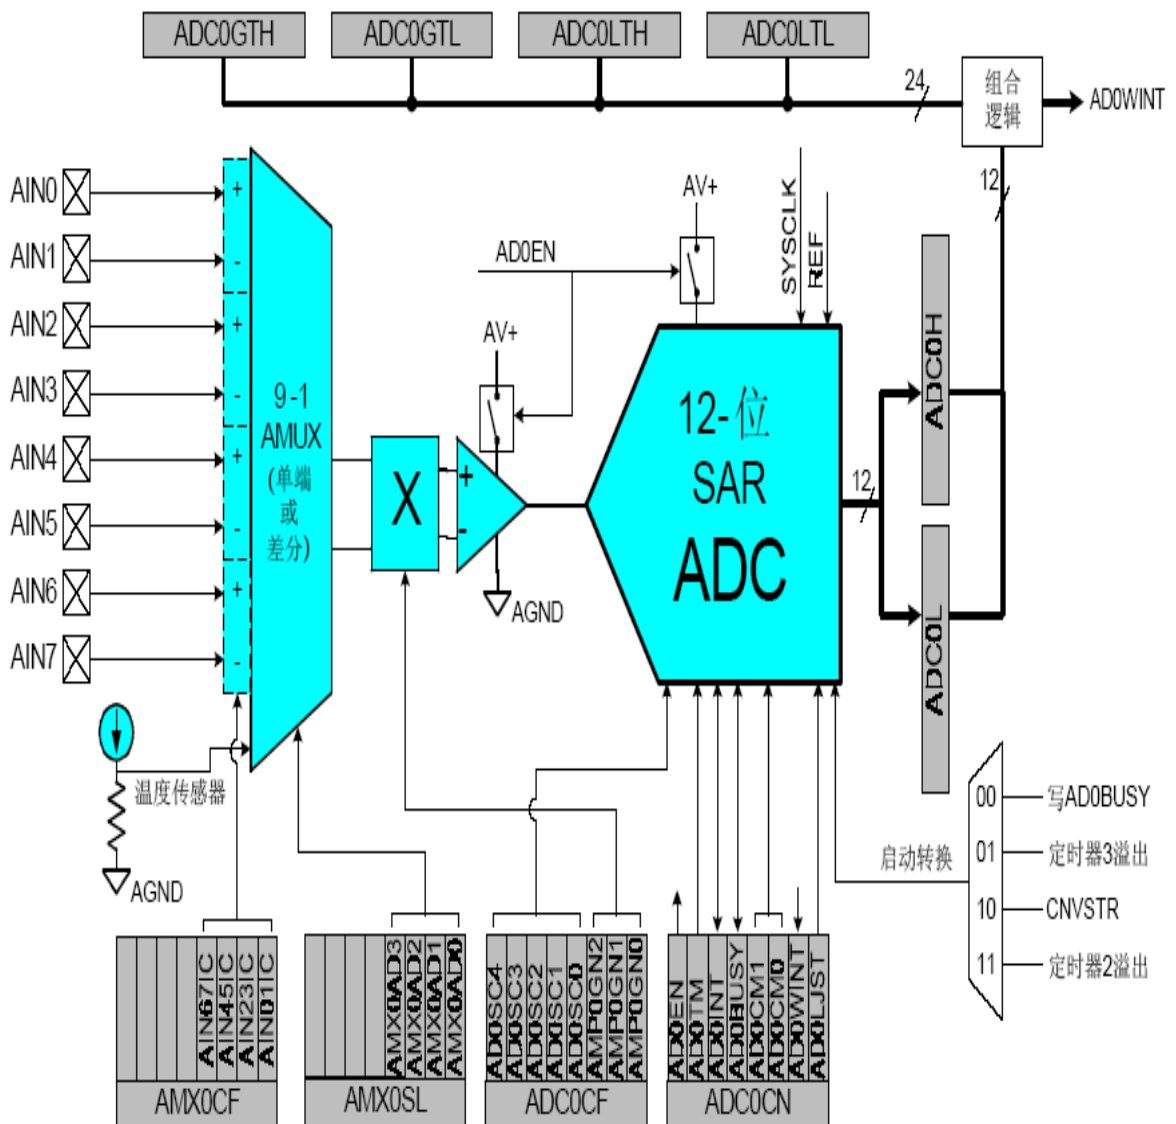 ADC0GTH
ADC0GTL
ADC0LTH
ADC0LTL
24
组合
逻辑
AD0WINT
12
AIN0
AIN1
AIN2
AIN3
AIN4
AIN5
AIN6
AIN7
+
-
+
-
+
-
+
-
9-1
AMUX
(单端
或
差分)
温度传感器
AGND
X
+
-
AV+
AGND
AD0EN
AV+
SYSCLK
REF
12-位
SAR
ADC
12
ADC0H
ADC0L
启动转换
00
写AD0BUSY
01
定时器3溢出
10
CNVSTR
11
定时器2溢出
AIN67IC
AIN45IC
AIN23IC
AIN01IC
AMX0CF
AMX0AD3
AMX0AD2
AMX0AD1
AMX0AD0
AMX0SL
AD0SC4
AD0SC3
AD0SC2
AD0SC1
AD0SC0
AMP0GN2
AMP0GN1
AMP0GN0
ADC0CF
AD0EN
AD0TM
AD0INT
AD0BUSY
AD0CM1
AD0CM0
AD0WINT
AD0LJST
ADC0CN